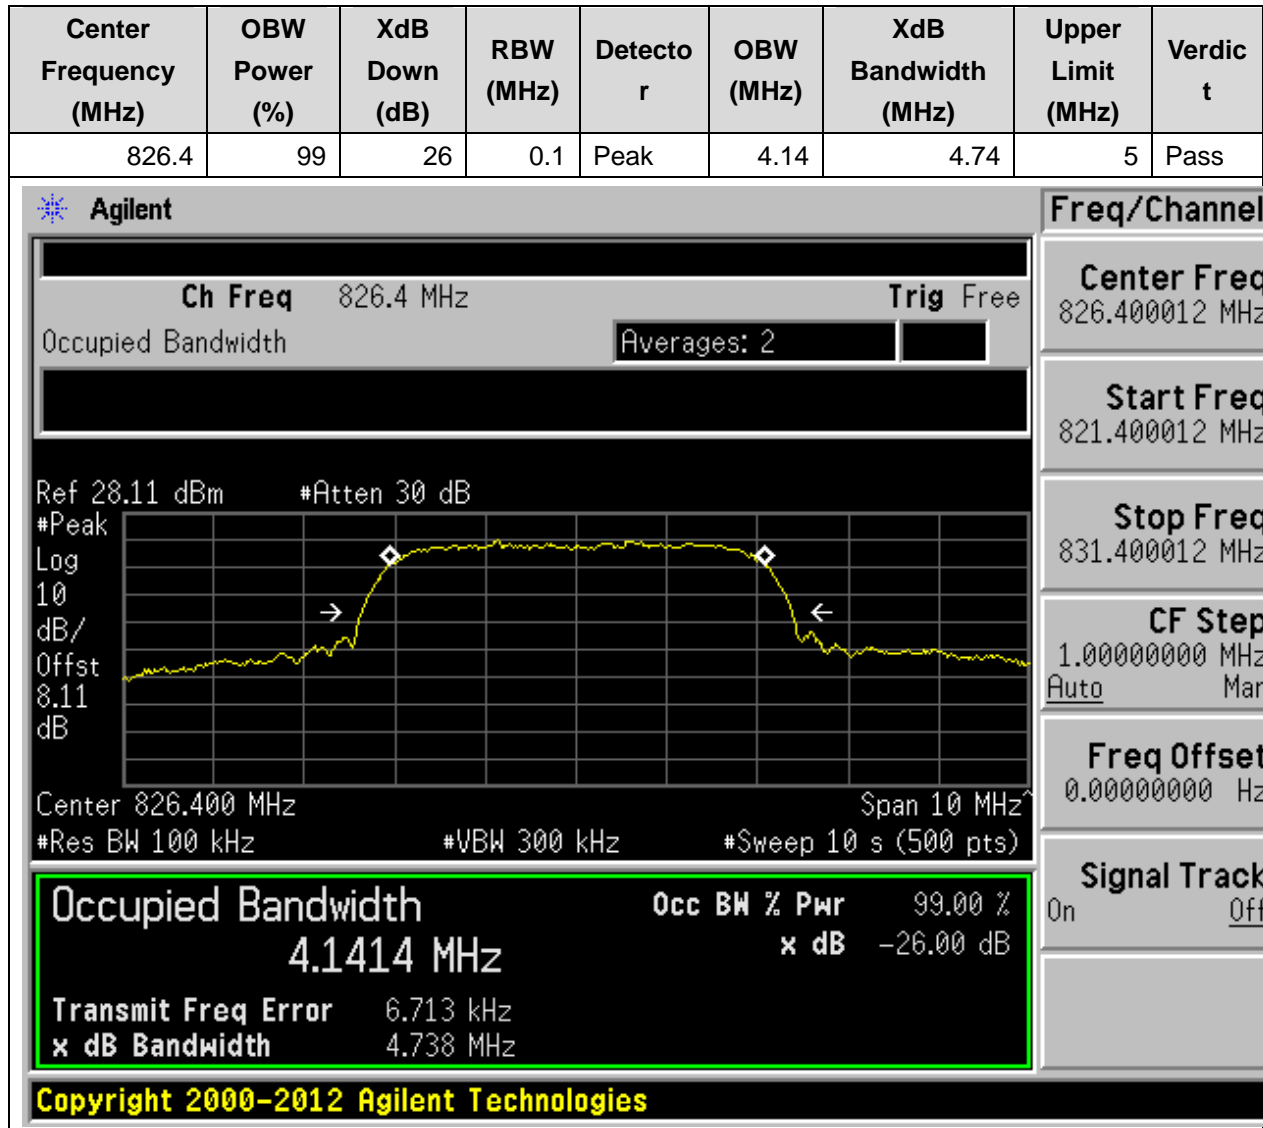 Center Frequency (MHz) OBW Power (%) XdB Down (dB) RBW (MHz) Detector OBW (MHz) XdB Bandwidth (MHz) Upper Limit (MHz) Verdict
826.4 99 26 0.1 Peak 4.14 4.74 5 Pass
Agilent
Freq/Channel
Ch Freq 826.4 MHz Trig Free
Occupied Bandwidth Averages: 2
Center Freq
826.400012 MHz
Start Freq
821.400012 MHz
Stop Freq
831.400012 MHz
CF Step
1.00000000 MHz
Auto Man
Freq Offset
0.00000000 Hz
Signal Track
On Off
Ref 28.11 dBm #Atten 30 dB
#Peak
Log
10
dB/
Offst
8.11
dB
Center 826.400 MHz Span 10 MHz^
#Res BW 100 kHz #VBW 300 kHz #Sweep 10 s (500 pts)
Occupied Bandwidth Occ BW % Pwr 99.00 %
4.1414 MHz x dB -26.00 dB
Transmit Freq Error 6.713 kHz
x dB Bandwidth 4.738 MHz
Copyright 2000-2012 Agilent Technologies